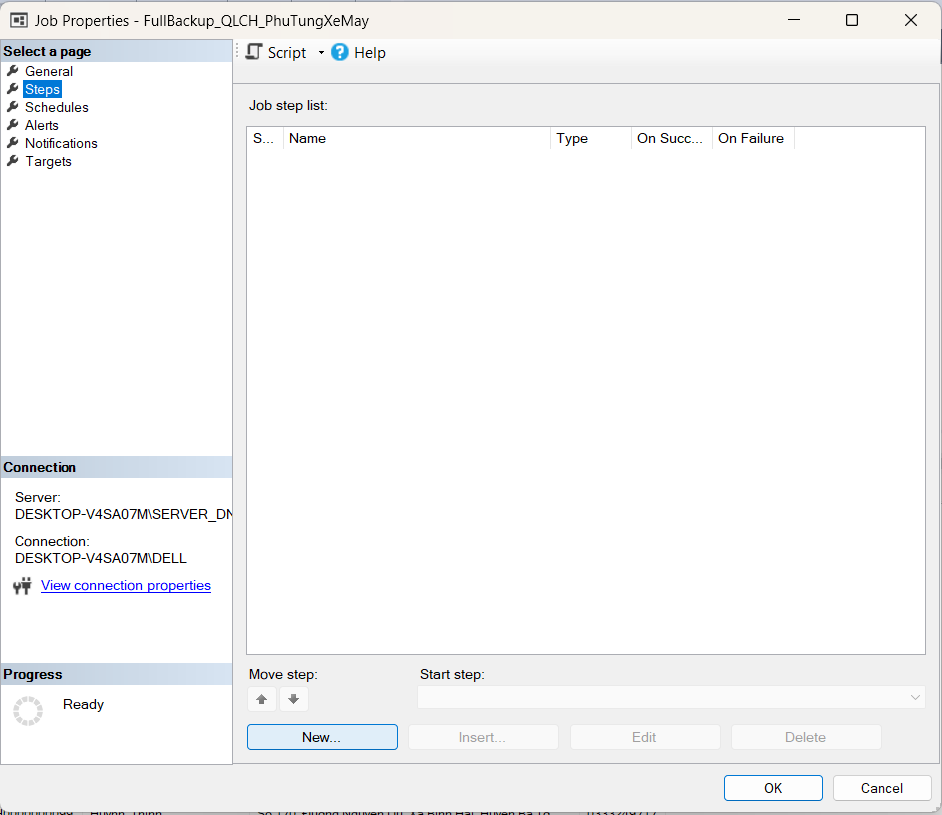 Job Properties - FullBackup_QLCH_PhuTungXeMay
Select a page
General
Steps
Schedules
Alerts
Notifications
Targets
Script
Help
Job step list:
S... Name Type On Succ... On Failure
Connection
Server:
DESKTOP-V4SA07M\SERVER_DN
Connection:
DESKTOP-V4SA07M\DELL
View connection properties
Progress
Ready
Move step:
Start step:
New... Insert... Edit Delete
OK Cancel